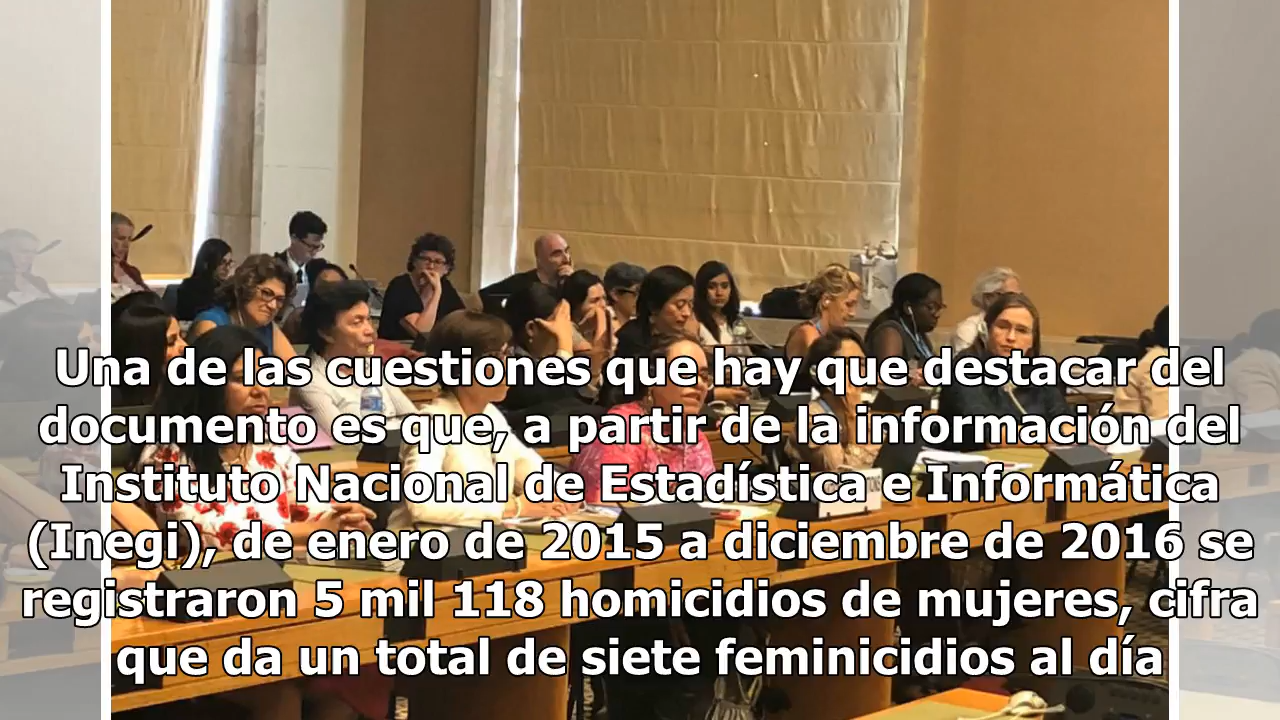 Una de las cuestiones que hay que destacar del
documento es que, a partir de la información del
Instituto Nacional de Estadística e Informática
(Inegi), de enero de 2015 a diciembre de 2016 se
registraron 5 mil 118 homicidios de mujeres, cifra
que da un total de siete feminicidios al día